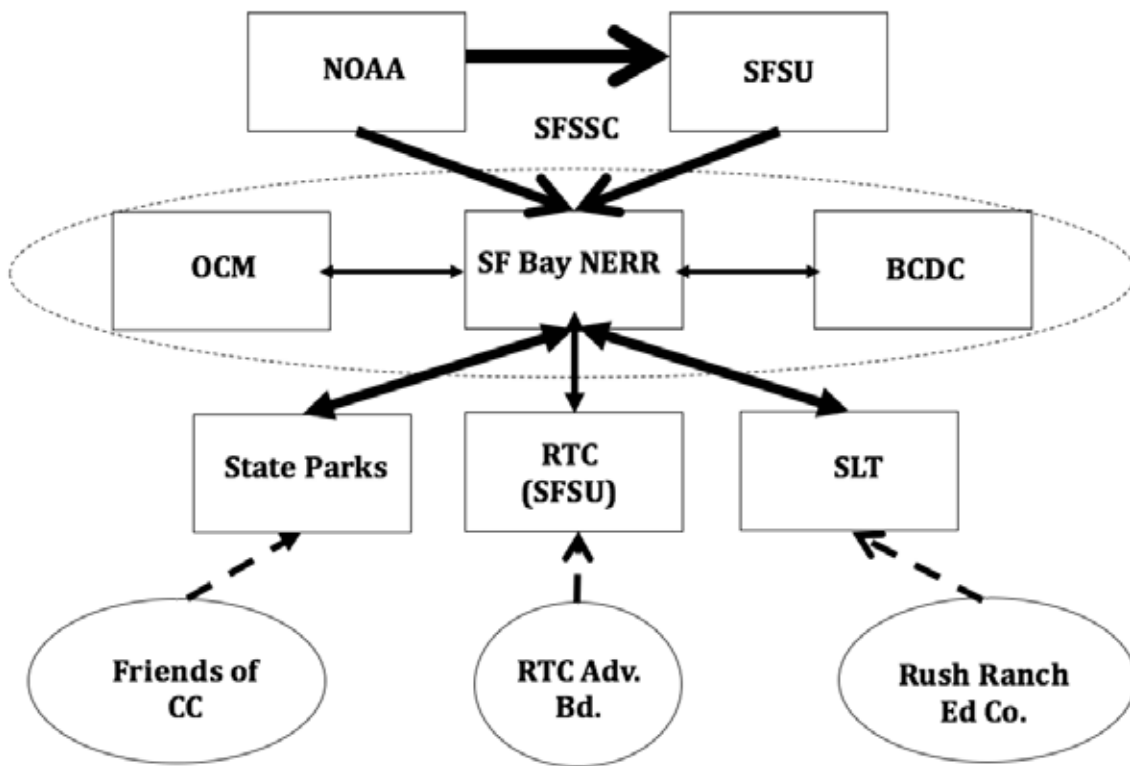 NOAA
SFSU
SFSSC
OCM
SF Bay NERR
BCDC
State Parks
RTC
(SFSU)
SLT
Friends of
CC
RTC Adv.
Bd.
Rush Ranch
Ed Co.